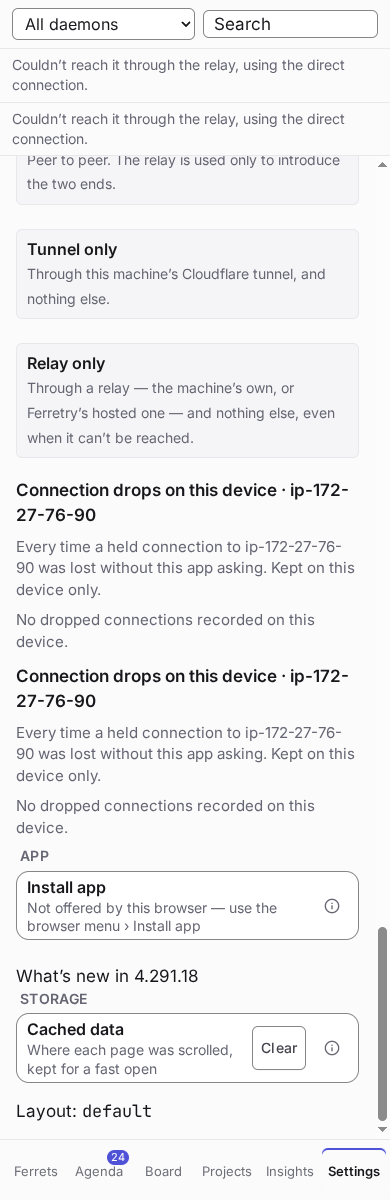 All daemons
Search
Couldn't reach it through the relay, using the direct
connection.
Couldn't reach it through the relay, using the direct
connection.
Peer to peer. The relay is used only to introduce
the two ends.
Tunnel only
Through this machine's Cloudflare tunnel, and
nothing else.
Relay only
Through a relay — the machine's own, or
Ferretry's hosted one — and nothing else, even
when it can't be reached.
Connection drops on this device · ip-172-
27-76-90
Every time a held connection to ip-172-27-76-
90 was lost without this app asking. Kept on this
device only.
No dropped connections recorded on this
device.
Connection drops on this device · ip-172-
27-76-90
Every time a held connection to ip-172-27-76-
90 was lost without this app asking. Kept on this
device only.
No dropped connections recorded on this
device.
APP
Install app
Not offered by this browser — use the
browser menu › Install app
What's new in 4.291.18
STORAGE
Cached data
Where each page was scrolled,
kept for a fast open
Clear
Layout: default
24
Ferrets Agenda Board Projects Insights Settings